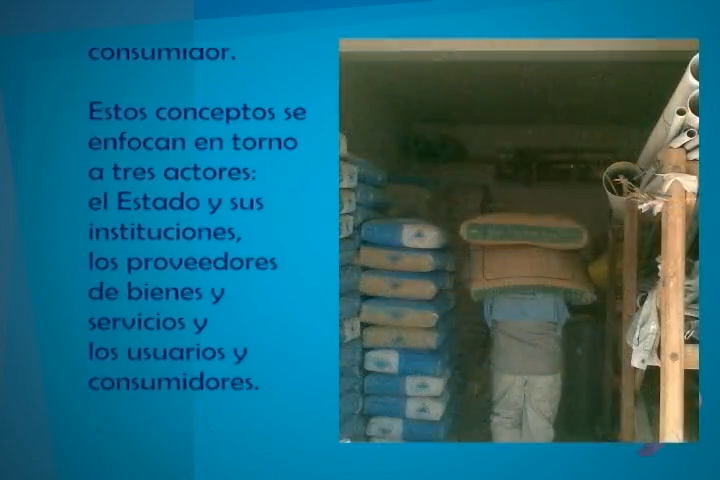 consumidor.
Estos conceptos se
enfocan en torno
a tres actores:
el Estado y sus
instituciones,
los proveedores
de bienes y
servicios y
los usuarios y
consumidores.